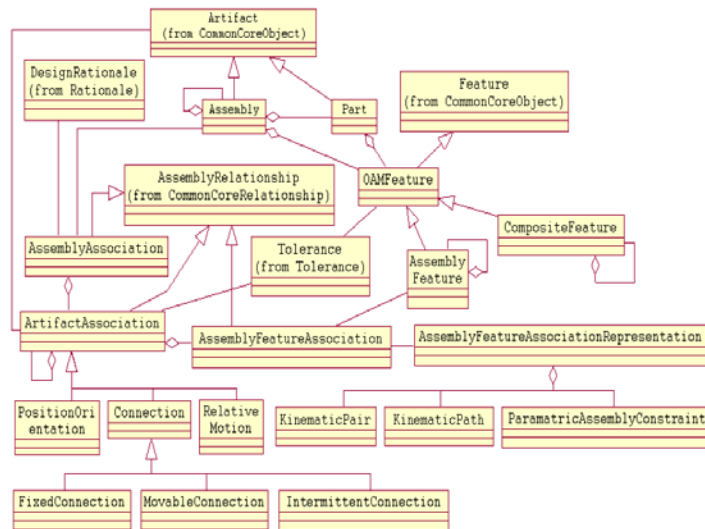 Artifact
(from CommonCoreObject)
DesignRationale
(from Rationale)
Feature
(from CommonCoreObject)
Assembly
Part
AssemblyRelationship
(from CommonCoreRelationship)
OAMFeature
CompositeFeature
AssemblyAssociation
Tolerance
(from Tolerance)
Assembly
Feature
ArtifactAssociation
AssemblyFeatureAssociation
AssemblyFeatureAssociationRepresentation
PositionOri
entation
Connection
Relative
Motion
KinematicPair
KinematicPath
ParamatricAssemblyConstraint
FixedConnection
MovableConnection
IntermittentConnection